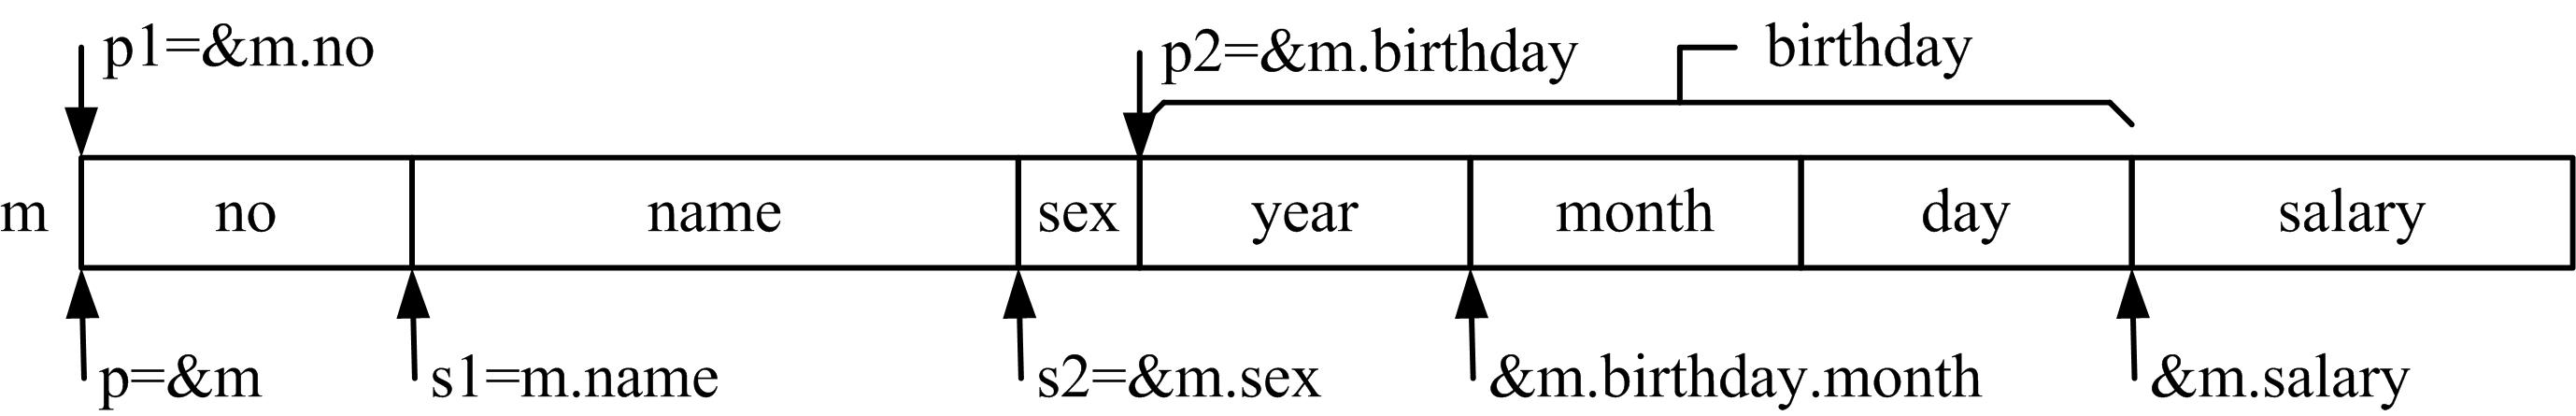 p1=&m.no
p2=&m.birthday
birthday
m
no
name
sex
year
month
day
salary
p=&m
s1=m.name
s2=&m.sex
&m.birthday.month
&m.salary